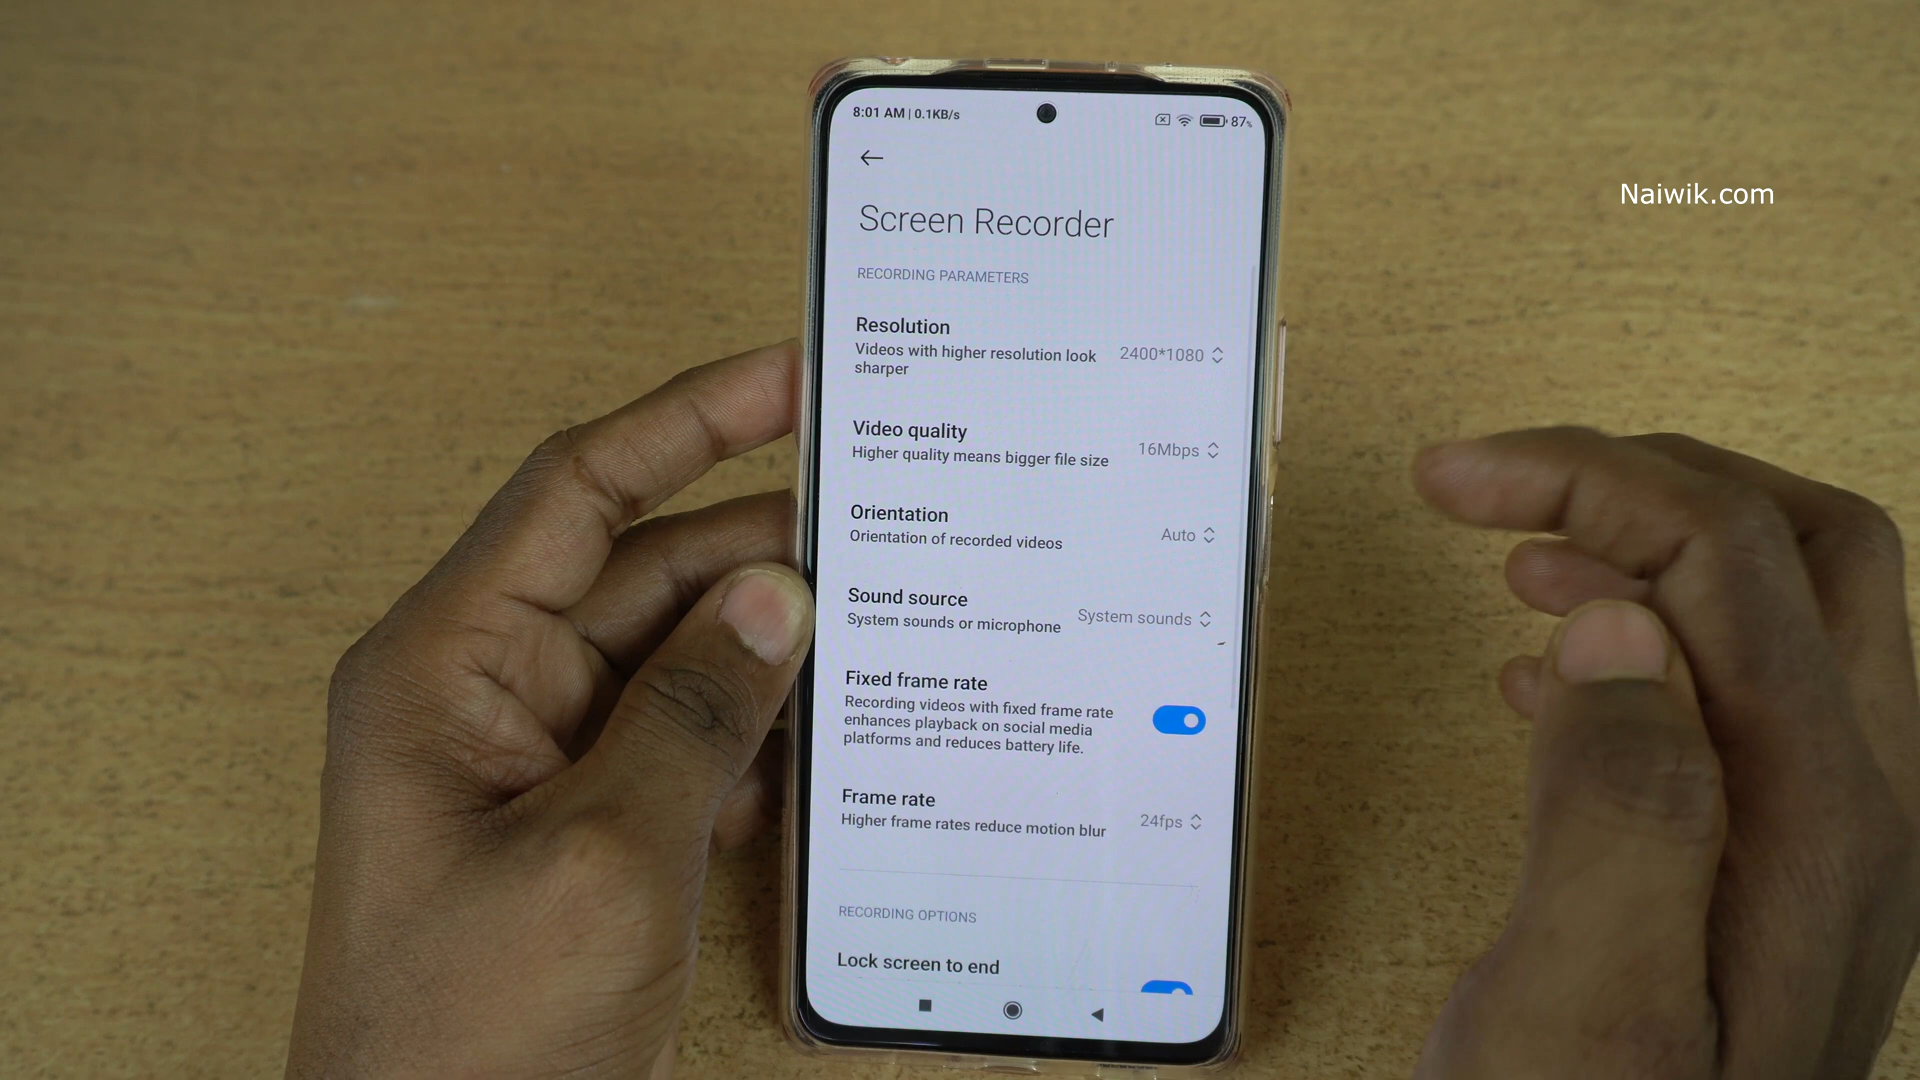 8:01 AM | 0.1KB/s
87%
Naiwik.com
Screen Recorder
RECORDING PARAMETERS
Resolution
Videos with higher resolution look
sharper
2400*1080
Video quality
Higher quality means bigger file size
16Mbps
Orientation
Orientation of recorded videos
Auto
Sound source
System sounds or microphone
System sounds
Fixed frame rate
Recording videos with fixed frame rate
enhances playback on social media
platforms and reduces battery life.
Frame rate
Higher frame rates reduce motion blur
24fps
RECORDING OPTIONS
Lock screen to end